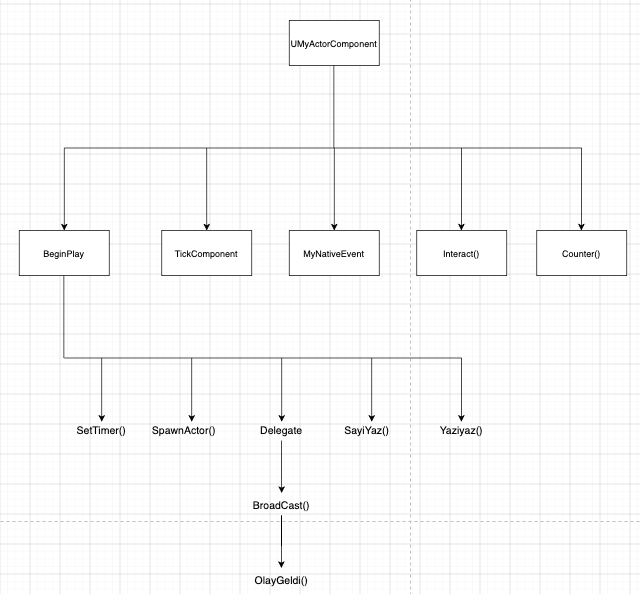 UMyActorComponent
BeginPlay
TickComponent
MyNativeEvent
Interact()
Counter()
SetTimer()
SpawnActor()
Delegate
SayiYaz()
Yaziyaz()
BroadCast()
OlayGeldi()